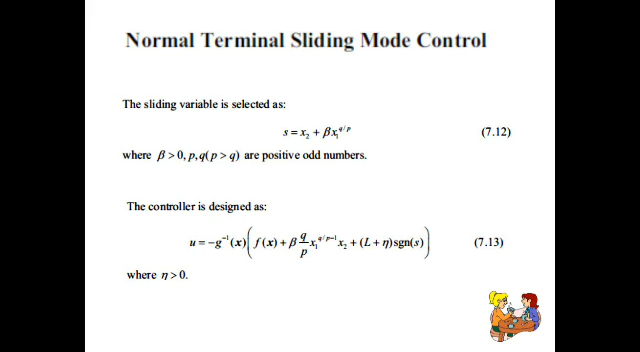 Normal Terminal Sliding Mode Control
The sliding variable is selected as:
s = x₂ + βx₁^{q/p} (7.12)
where β > 0, p, q(p > q) are positive odd numbers.
The controller is designed as:
u = −g⁻¹(x)(f(x) + β q/p x₁^{q/p−1} x₂ + (L + η)sgn(s)) (7.13)
where η > 0.